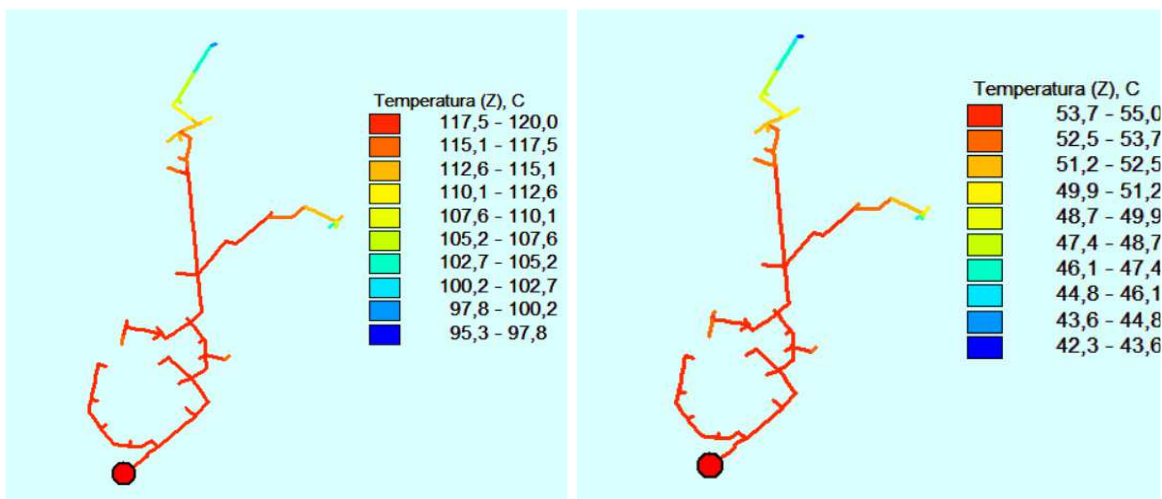 Temperatura (Z), C
117,5 – 120,0
115,1 – 117,5
112,6 – 115,1
110,1 – 112,6
107,6 – 110,1
105,2 – 107,6
102,7 – 105,2
100,2 – 102,7
97,8 – 100,2
95,3 – 97,8
Temperatura (Z), C
53,7 – 55,0
52,5 – 53,7
51,2 – 52,5
49,9 – 51,2
48,7 – 49,9
47,4 – 48,7
46,1 – 47,4
44,8 – 46,1
43,6 – 44,8
42,3 – 43,6